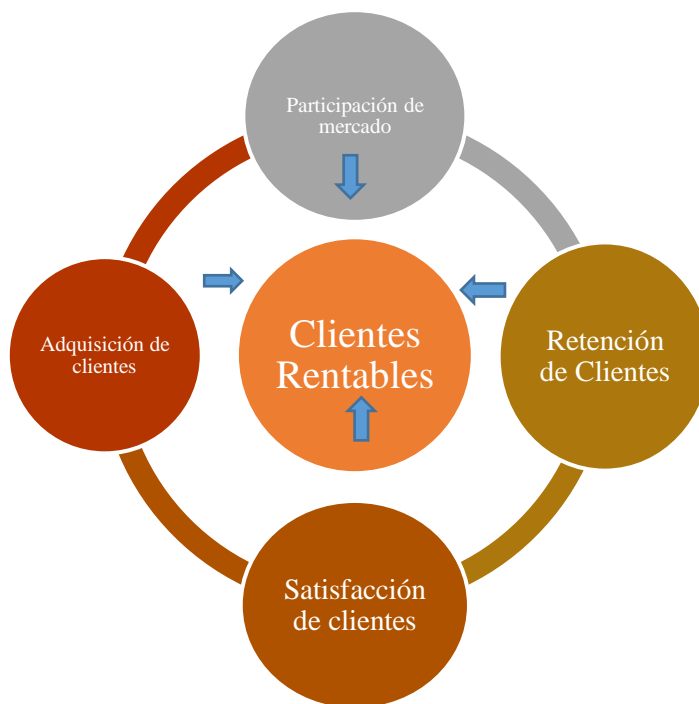 Participación de
mercado
Adquisición de
clientes
Clientes
Rentables
Retención
de Clientes
Satisfacción
de clientes